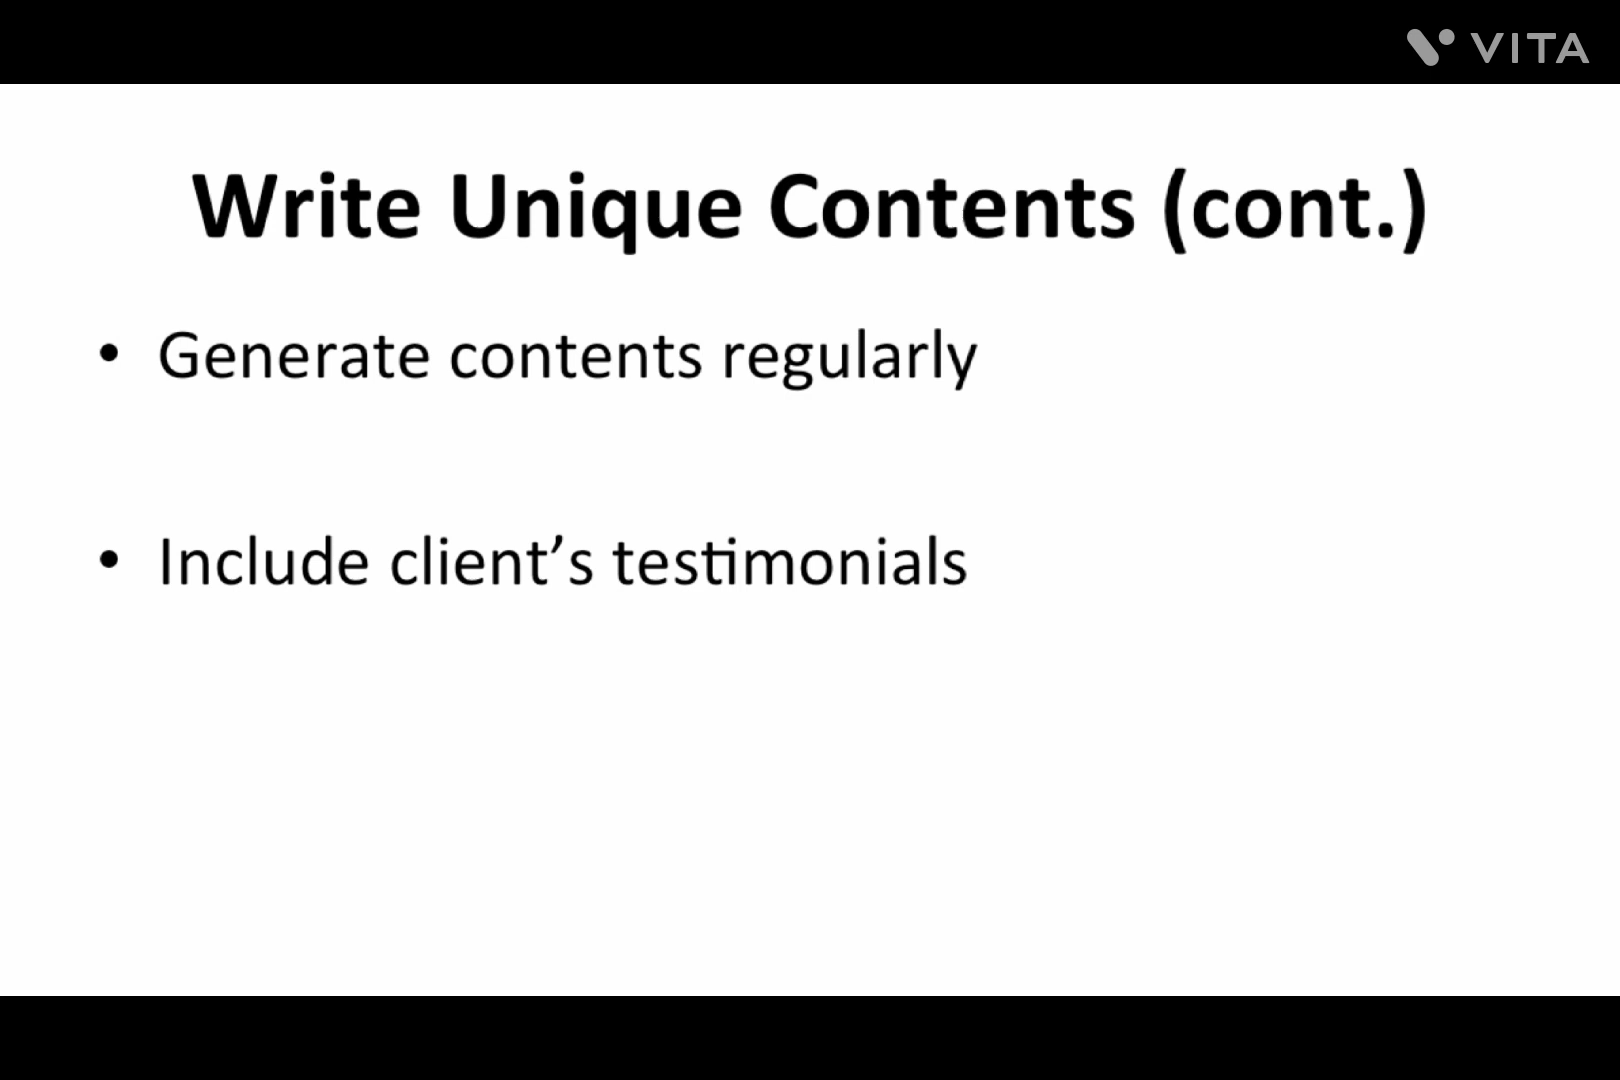 VITA
Write Unique Contents (cont.)
• Generate contents regularly
• Include client’s testimonials